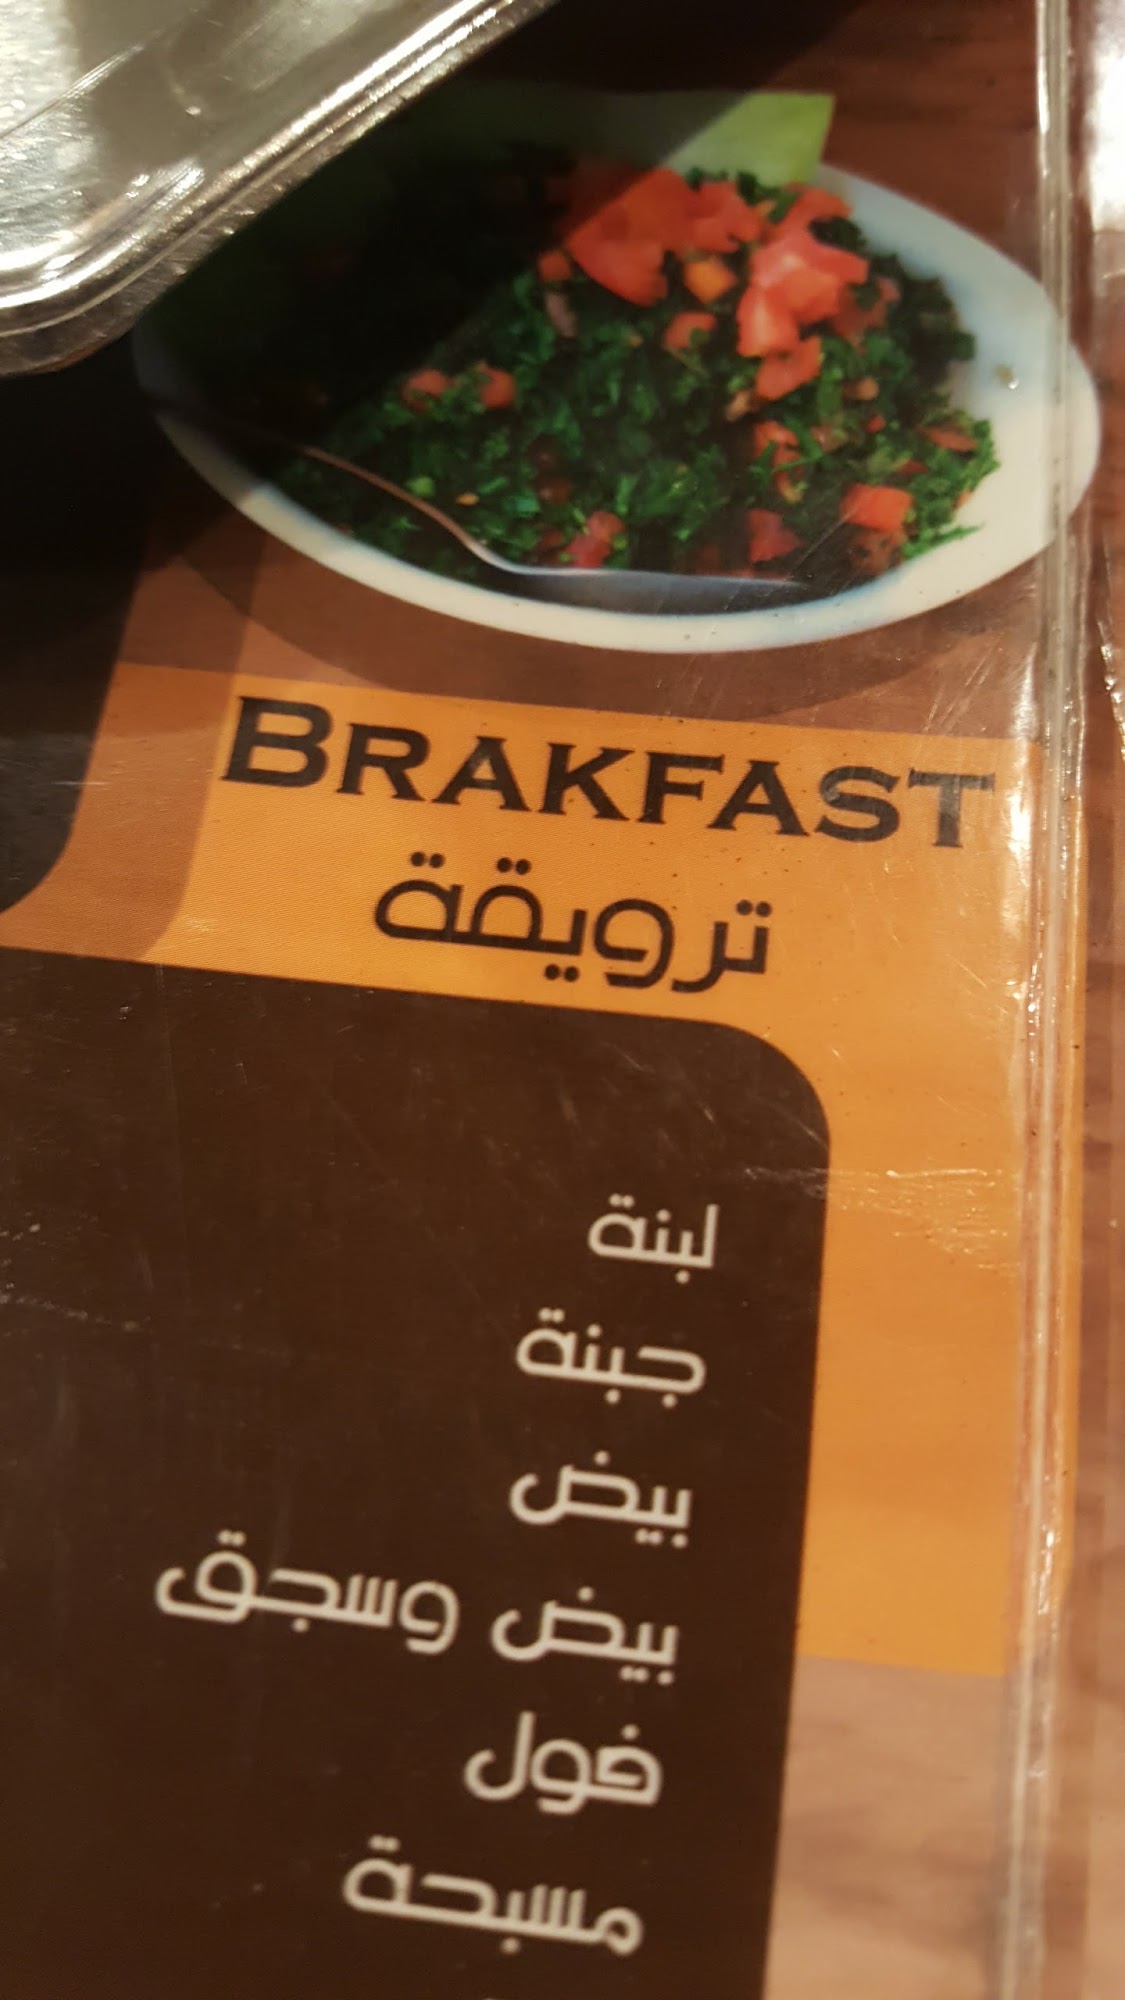 BRAKFAST
ترويقة
لبنة
جبنة
بيض
بيض وسجق
فول
مسبحة